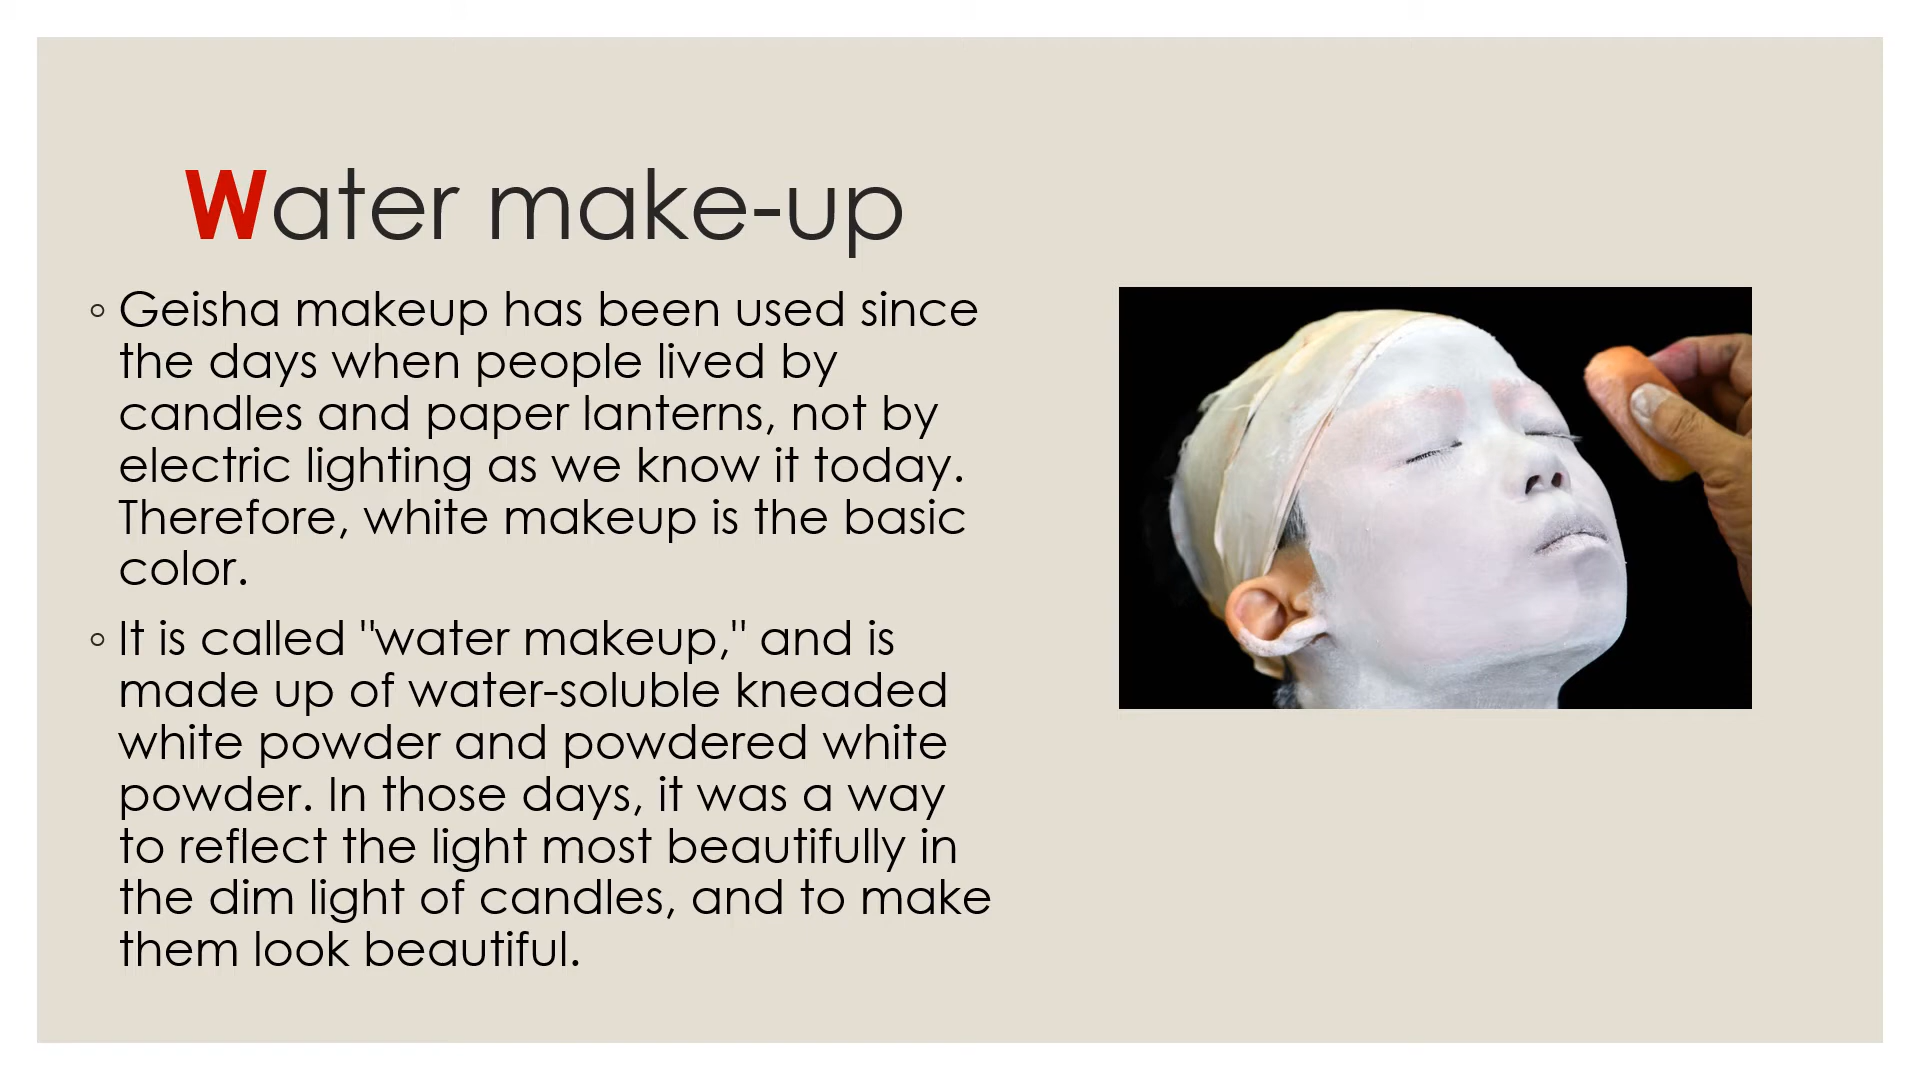 Water make-up
◦ Geisha makeup has been used since
the days when people lived by
candles and paper lanterns, not by
electric lighting as we know it today.
Therefore, white makeup is the basic
color.
◦ It is called "water makeup," and is
made up of water-soluble kneaded
white powder and powdered white
powder. In those days, it was a way
to reflect the light most beautifully in
the dim light of candles, and to make
them look beautiful.